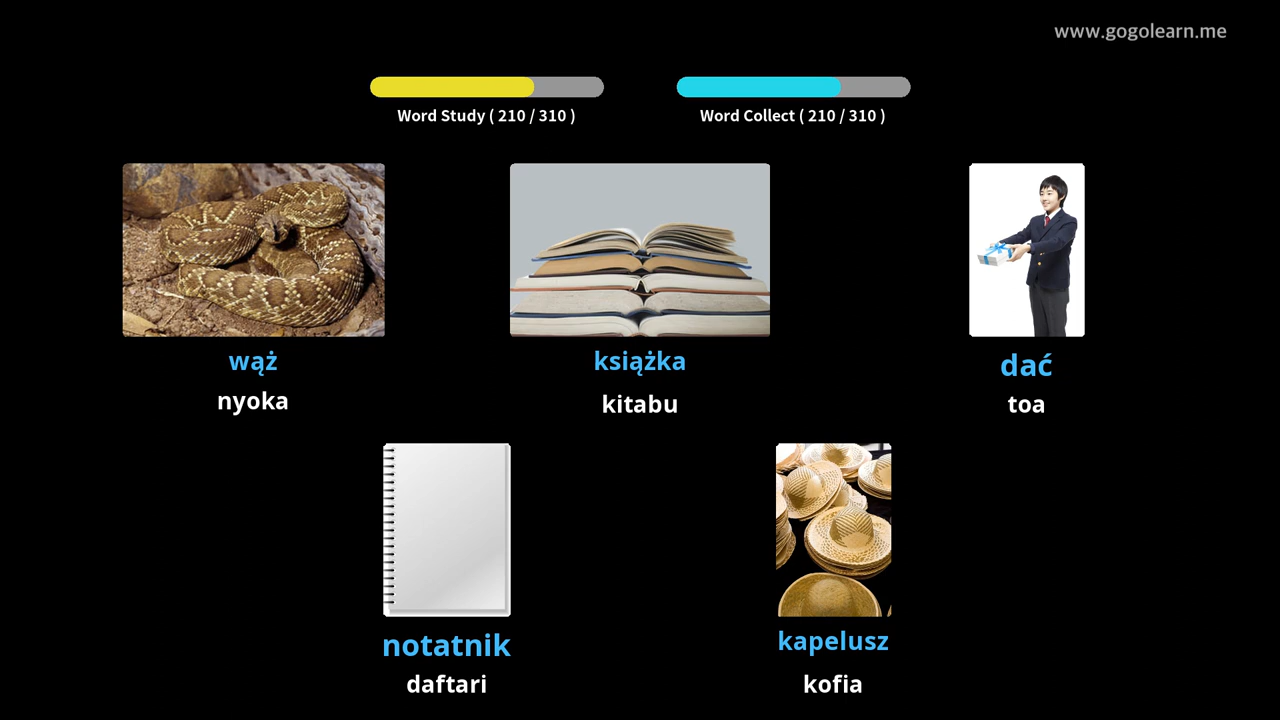 www.gogolearn.me
Word Study ( 210 / 310 )
Word Collect ( 210 / 310 )
wąż
nyoka
książka
kitabu
dać
toa
notatnik
daftari
kapelusz
kofia